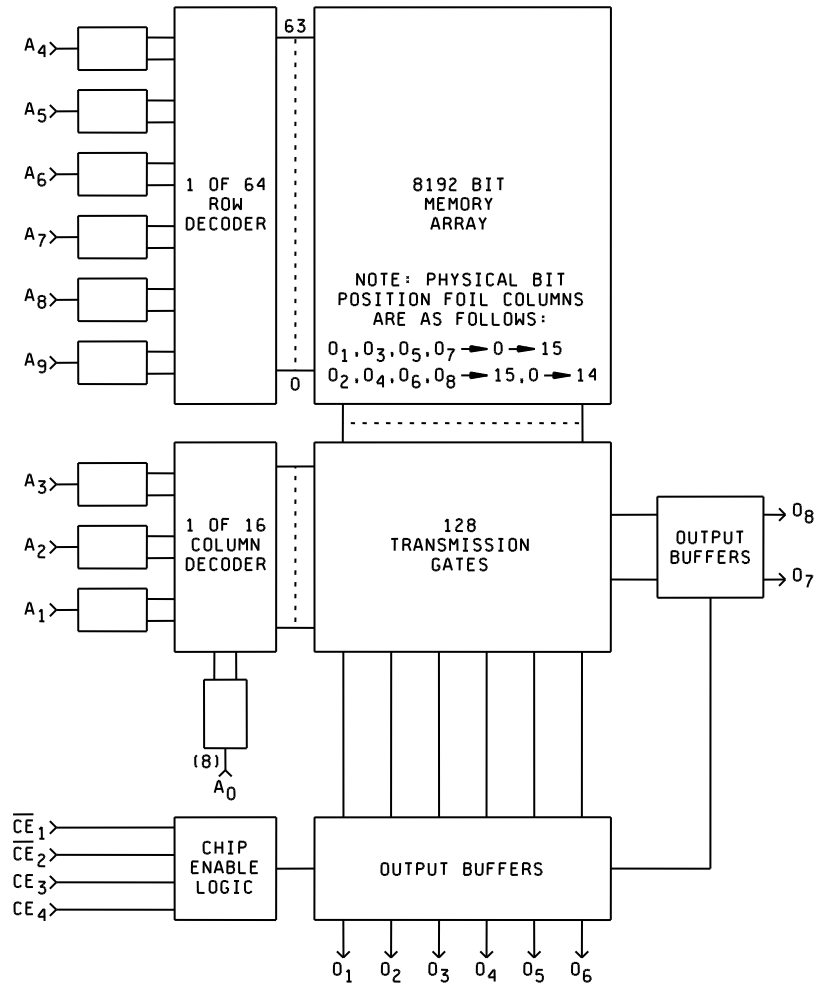 63
A4
A5
A6
A7
A8
A9
1 OF 64
ROW
DECODER
8192 BIT
MEMORY
ARRAY
NOTE: PHYSICAL BIT
POSITION FOIL COLUMNS
ARE AS FOLLOWS:
O1,O3,O5,O7→0→15
O2,O4,O6,O8→15,0→14
0
A3
A2
A1
1 OF 16
COLUMN
DECODER
128
TRANSMISSION
GATES
OUTPUT
BUFFERS
O8
O7
(8)
A0
C̅E̅1
C̅E̅2
CE3
CE4
CHIP
ENABLE
LOGIC
OUTPUT BUFFERS
O1 O2 O3 O4 O5 O6